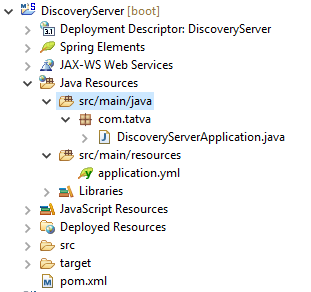 DiscoveryServer [boot]
Deployment Descriptor: DiscoveryServer
Spring Elements
JAX-WS Web Services
Java Resources
src/main/java
com.tatva
DiscoveryServerApplication.java
src/main/resources
application.yml
Libraries
JavaScript Resources
Deployed Resources
src
target
pom.xml